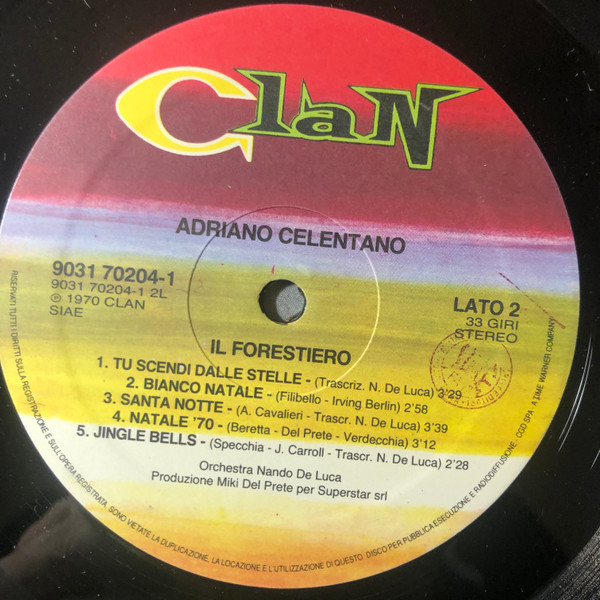 Clan
ADRIANO CELENTANO
9031 70204-1
9031 70204-1 2L
℗ 1970 CLAN
SIAE
LATO 2
33 GIRI
STEREO
IL FORESTIERO
1. TU SCENDI DALLE STELLE - (Trascriz. N. De Luca) 3'29
2. BIANCO NATALE - (Filibello - Irving Berlin) 2'58
3. SANTA NOTTE - (A. Cavalieri - Trascr. N. De Luca) 3'39
4. NATALE '70 - (Beretta - Del Prete - Verdecchia) 3'12
5. JINGLE BELLS - (Specchia - J. Carroll - Trascr. N. De Luca) 2'28
Orchestra Nando De Luca
Produzione Miki Del Prete per Superstar srl
RISERVATI TUTTI I DIRITTI SULLA REGISTRAZIONE E SULL'OPERA REGISTRATA. SONO VIETATE LA DUPLICAZIONE, LA LOCAZIONE E L'UTILIZZAZIONE DI QUESTO DISCO PER PUBBLICA ESECUZIONE E RADIODIFFUSIONE - CGD SPA - A TIME WARNER COMPANY